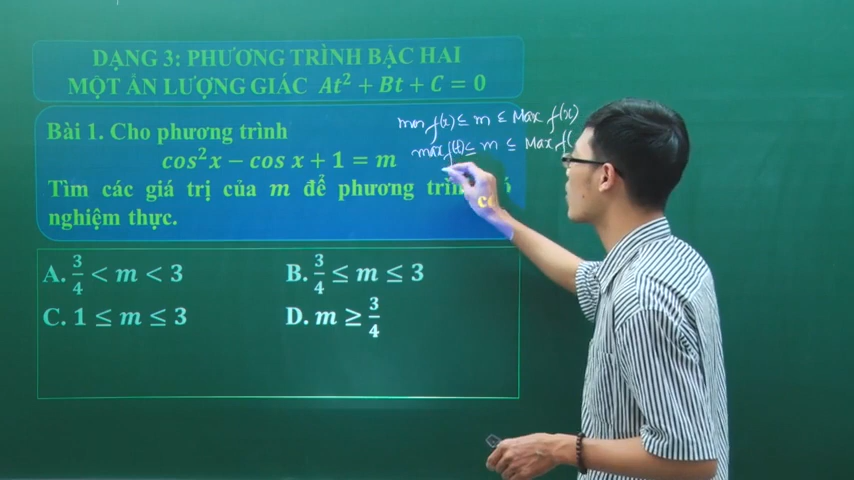 DẠNG 3: PHƯƠNG TRÌNH BẬC HAI
MỘT ẨN LƯỢNG GIÁC At² + Bt + C = 0
Bài 1. Cho phương trình
cos²x − cos x + 1 = m
Tìm các giá trị của m để phương
nghiệm thực.
min f(x) ≤ m ≤ Max f(x)
f(t) ≤ m ≤ Max f(
A. 3/4 < m < 3
B. 3/4 ≤ m ≤ 3
C. 1 ≤ m ≤ 3
D. m ≥ 3/4